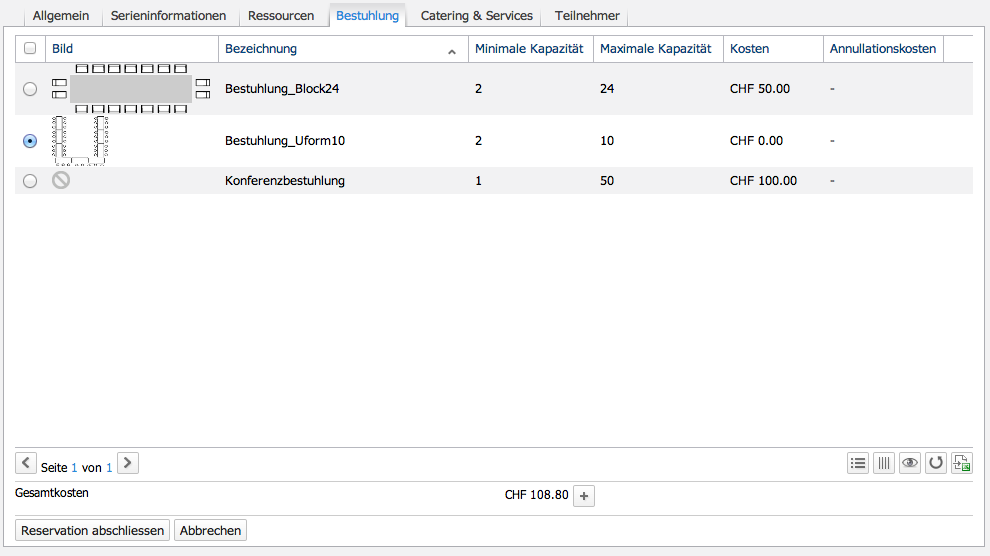 Allgemein Serieninformationen Ressourcen Bestuhlung Catering & Services Teilnehmer
Bild Bezeichnung Minimale Kapazität Maximale Kapazität Kosten Annullationskosten
Bestuhlung_Block24 2 24 CHF 50.00 -
Bestuhlung_Uform10 2 10 CHF 0.00 -
Konferenzbestuhlung 1 50 CHF 100.00 -
Seite 1 von 1
Gesamtkosten CHF 108.80 +
Reservation abschliessen Abbrechen